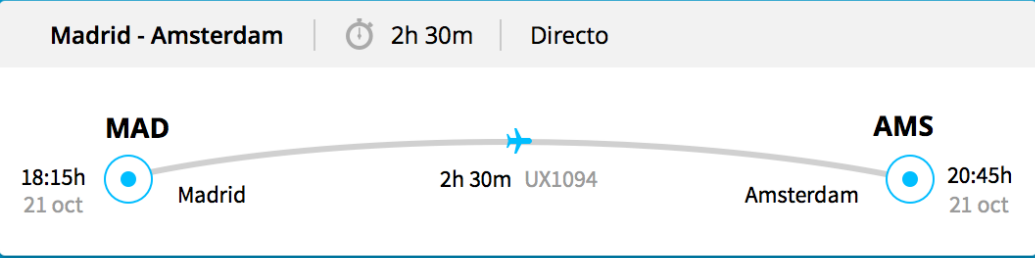 Madrid - Amsterdam 2h 30m Directo
MAD AMS
18:15h 20:45h
21 oct Madrid 2h 30m UX1094 Amsterdam 21 oct